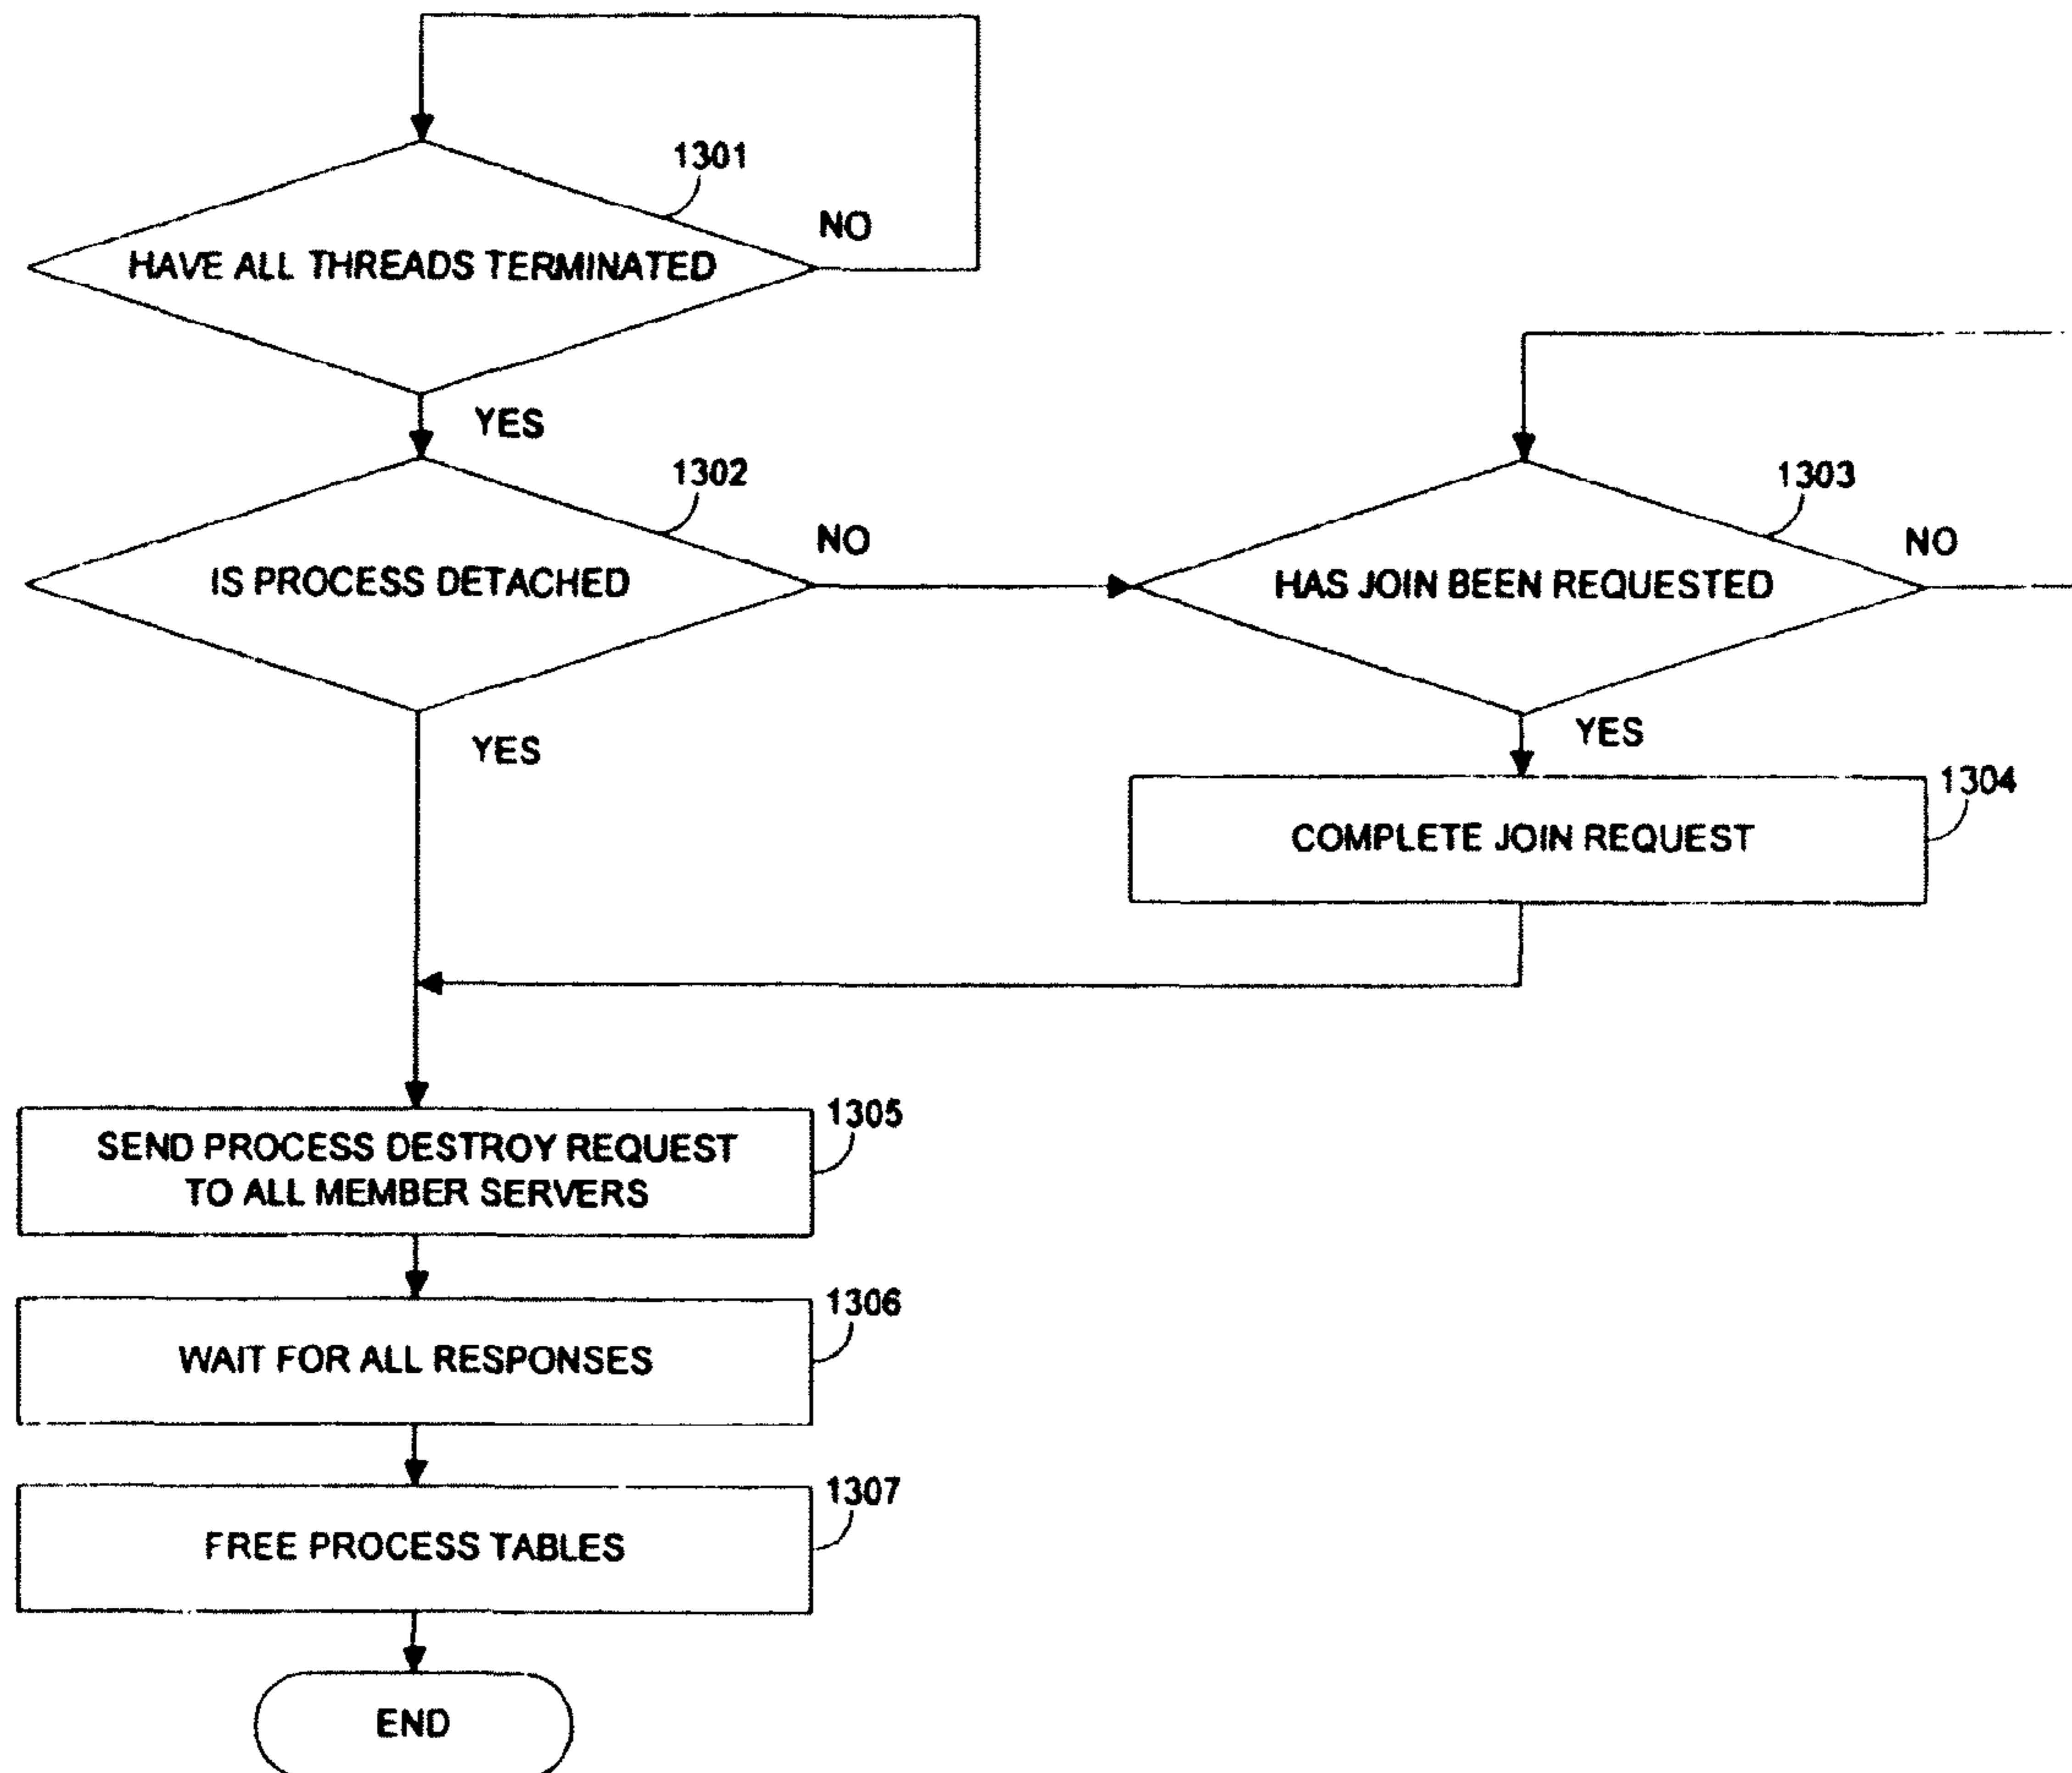 1301
NO
HAVE ALL THREADS TERMINATED
YES
1302
NO
IS PROCESS DETACHED
YES
1303
NO
HAS JOIN BEEN REQUESTED
YES
1304
COMPLETE JOIN REQUEST
1305
SEND PROCESS DESTROY REQUEST
TO ALL MEMBER SERVERS
1306
WAIT FOR ALL RESPONSES
1307
FREE PROCESS TABLES
END